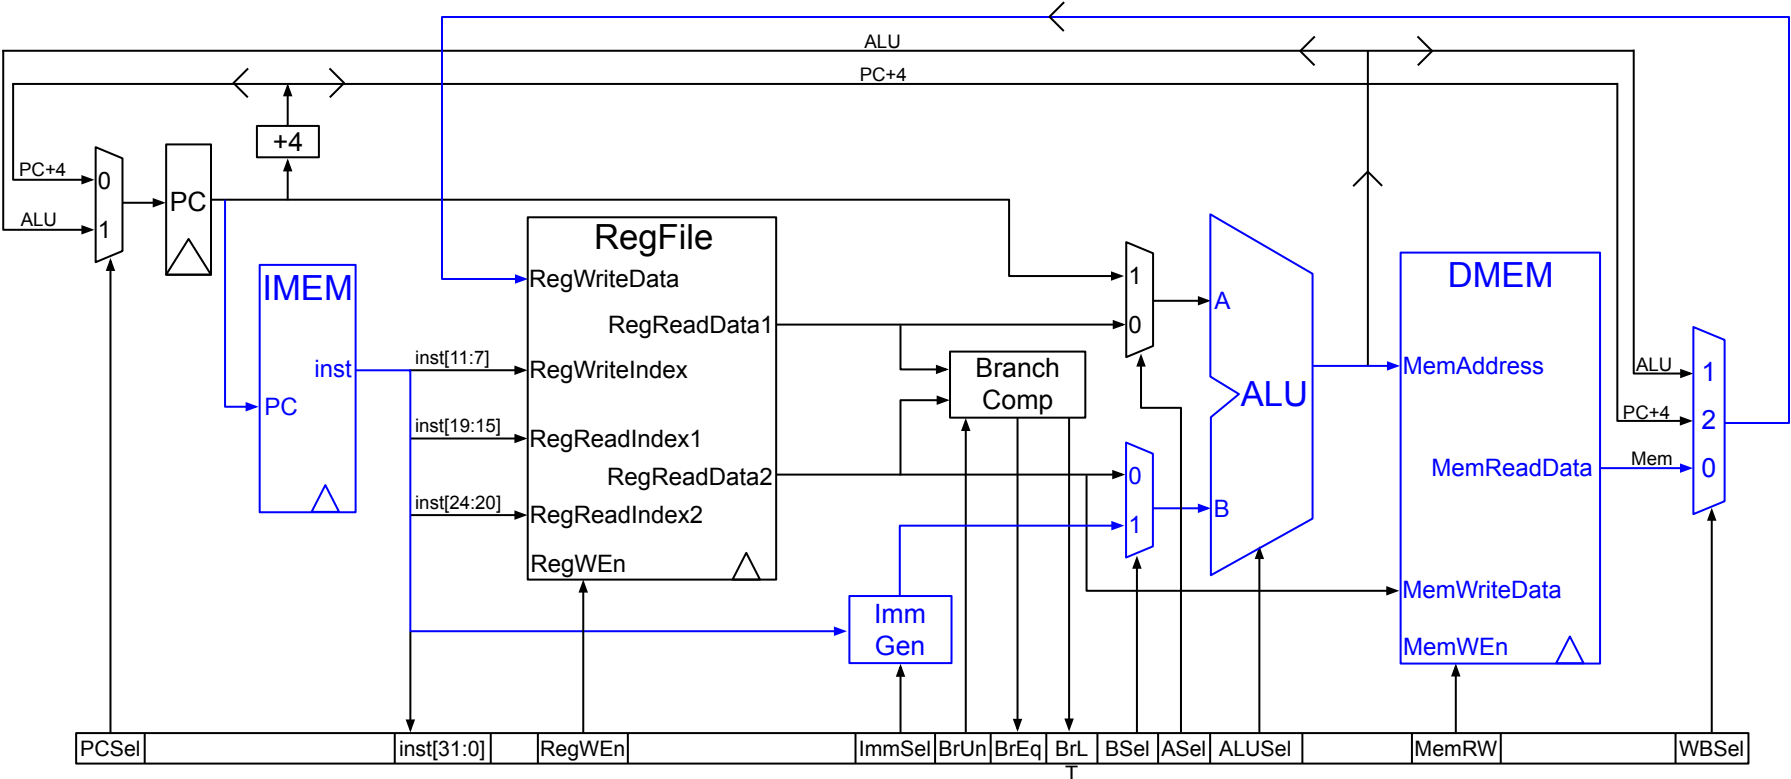 ALU
PC+4
+4
PC+4
0
PC
ALU
1
RegFile
IMEM
RegWriteData
DMEM
1
A
RegReadData1
0
inst
inst[11:7]
RegWriteIndex
Branch
Comp
MemAddress
ALU
1
PC
ALU
PC+4
2
inst[19:15]
RegReadIndex1
RegReadData2
0
MemReadData
Mem
0
inst[24:20]
RegReadIndex2
1
B
RegWEn
Imm
Gen
MemWriteData
MemWEn
PCSel
inst[31:0]
RegWEn
ImmSel
BrUn
BrEq
BrL
T
BSel
ASel
ALUSel
MemRW
WBSel